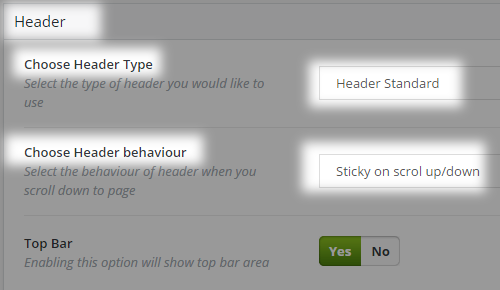 Header
Choose Header Type
Select the type of header you would like to
use
Header Standard
Choose Header behaviour
Select the behaviour of header when you
scroll down to page
Sticky on scrol up/down
Top Bar
Enabling this option will show top bar area
Yes No